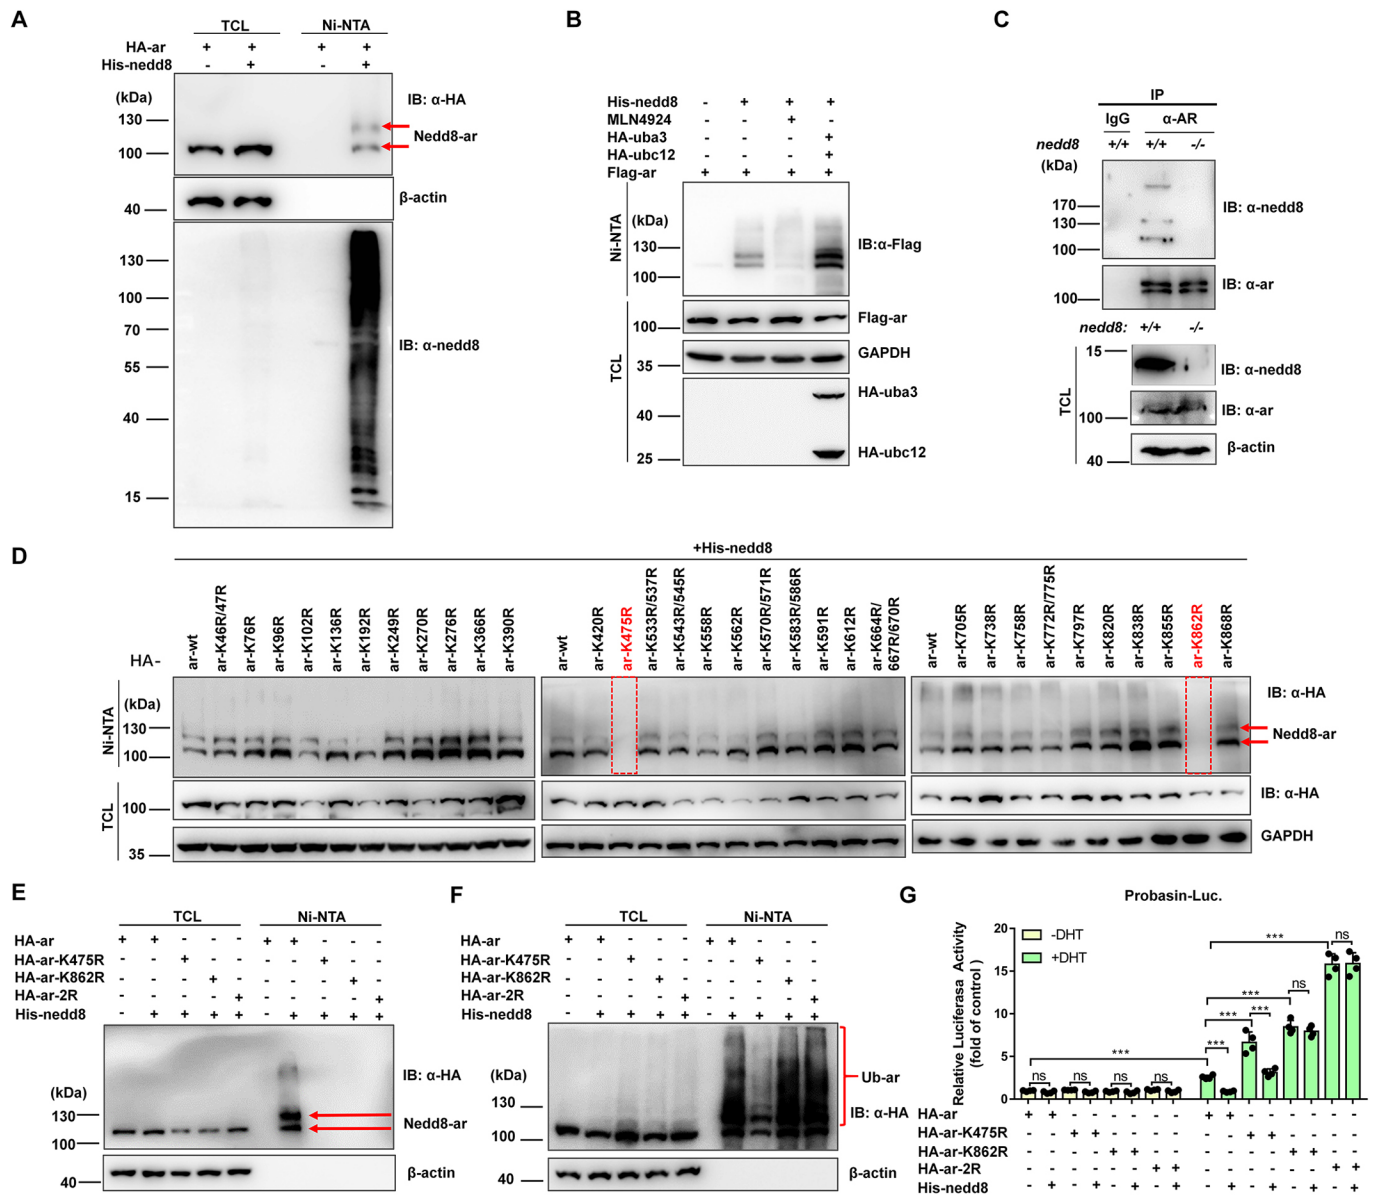 A
TCL Ni-NTA
HA-ar + + + +
His-nedd8 - + - +
(kDa)
IB: α-HA
130
Nedd8-ar
100
β-actin
40
130
100
70
IB: α-nedd8
55
40
15
B
His-nedd8 - + + +
MLN4924 - - + -
HA-uba3 - - - +
HA-ubc12 - - - +
Flag-ar + + + +
Ni-NTA
(kDa)
130
IB:α-Flag
100
TCL
100
Flag-ar
GAPDH
35
HA-uba3
40
HA-ubc12
25
C
IP
IgG α-AR
nedd8 +/+ +/+ -/-
(kDa)
170
IB: α-nedd8
130
100
IB: α-ar
100
nedd8: +/+ -/-
15
IB: α-nedd8
TCL
IB: α-ar
100
β-actin
40
D
+His-nedd8
HA-
ar-wt
ar-K46R/47R
ar-K76R
ar-K96R
ar-K102R
ar-K136R
ar-K192R
ar-K249R
ar-K270R
ar-K276R
ar-K366R
ar-K390R
ar-wt
ar-K420R
ar-K475R
ar-K533R/537R
ar-K543R/545R
ar-K558R
ar-K562R
ar-K570R/571R
ar-K583R/586R
ar-K591R
ar-K612R
ar-K664R/
667R/670R
ar-wt
ar-K705R
ar-K738R
ar-K758R
ar-K772R/775R
ar-K797R
ar-K820R
ar-K838R
ar-K855R
ar-K862R
ar-K868R
Ni-NTA
(kDa)
IB: α-HA
130
Nedd8-ar
100
TCL
IB: α-HA
100
GAPDH
35
E
TCL Ni-NTA
HA-ar + + - - - + + - - -
HA-ar-K475R - - + - - - - + - -
HA-ar-K862R - - - + - - - - + -
HA-ar-2R - - - - + - - - - +
His-nedd8 - + + + + - + + + +
IB: α-HA
(kDa)
130
Nedd8-ar
100
β-actin
40
F
TCL Ni-NTA
HA-ar + + - - - + + - - -
HA-ar-K475R - - + - - - - + - -
HA-ar-K862R - - - + - - - - + -
HA-ar-2R - - - - + - - - - +
His-nedd8 - + + + + - + + + +
(kDa)
Ub-ar
130
IB: α-HA
100
β-actin
40
G
Probasin-Luc.
Relative Luciferasa Activity
(fold of control )
20
15
10
5
0
-DHT
+DHT
*** ns
*** ns
*** ***
***
***
ns ns ns ns
HA-ar + + - - - - - - + + - - - - - -
HA-ar-K475R - - + + - - - - - - + + - - - -
HA-ar-K862R - - - - + + - - - - - - + + - -
HA-ar-2R - - - - - - + + - - - - - - + +
His-nedd8 - + - + - + - + - + - + - + - +